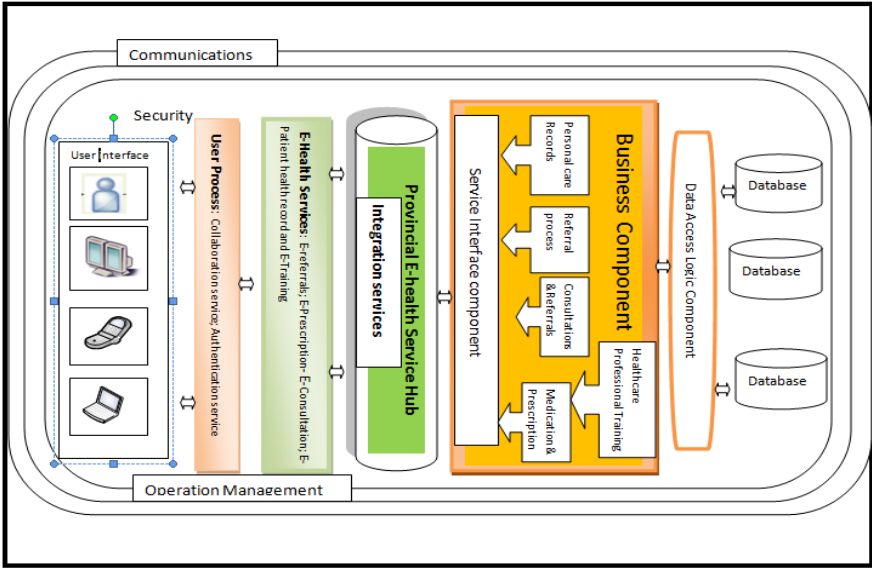 Communications
Security
User Interface
User Process: Collaboration service; Authentication service
E-Health Services: E-referrals; E-Prescription- E-Consultation; E-
Patient health record and E-Training
Provincial E-health Service Hub
Integration services
Service Interface component
Business Component
Personal care
Records
Referral
process
Consultations
& Referrals
Healthcare
Professional Training
Medication &
Prescription
Data Access Logic Component
Database
Database
Database
Operation Management